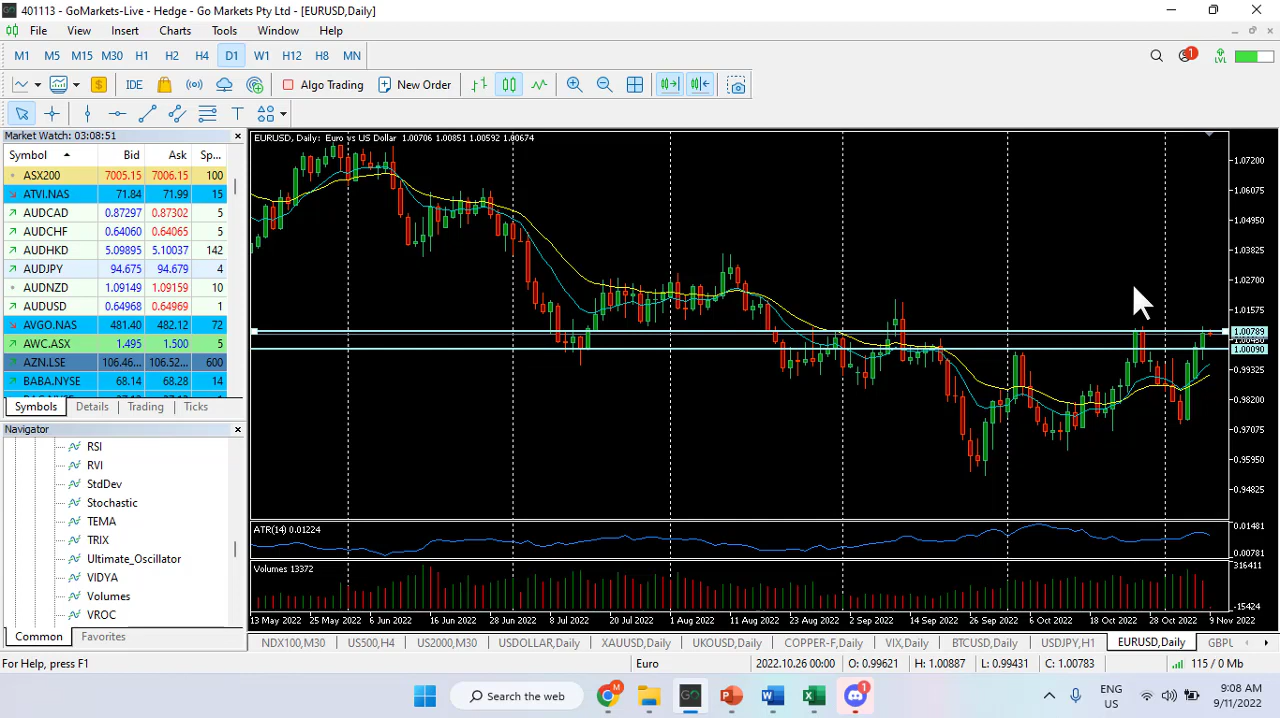 401113 - GoMarkets-Live - Hedge - Go Markets Pty Ltd - [EURUSD,Daily]
File View Insert Charts Tools Window Help
M1 M5 M15 M30 H1 H2 H4 D1 W1 H12 H8 MN
1
LVL
IDE
Algo Trading
New Order
Market Watch: 03:08:51
Symbol Bid Ask Sp...
ASX200 7005.15 7006.15 100
ATVI.NAS 71.84 71.99 15
AUDCAD 0.87297 0.87302 5
AUDCHF 0.64060 0.64065 5
AUDHKD 5.09895 5.10037 142
AUDJPY 94.675 94.679 4
AUDNZD 1.09149 1.09159 10
AUDUSD 0.64968 0.64969 1
AVGO.NAS 481.40 482.12 72
AWC.ASX 1.495 1.500 5
AZN.LSE 106.46... 106.52... 600
BABA.NYSE 68.14 68.28 14
Symbols Details Trading Ticks
Navigator
RSI
RVI
StdDev
Stochastic
TEMA
TRIX
Ultimate_Oscillator
VIDYA
Volumes
VROC
Common Favorites
EURUSD, Daily: Euro vs US Dollar 1.00706 1.00851 1.00592 1.00674
1.07200
1.06075
1.04950
1.03825
1.02700
1.01575
1.00789
1.00090
0.99325
0.98200
0.97075
0.95950
0.94825
ATR(14) 0.01224
0.01481
0.00781
Volumes 13372
316411
-15424
13 May 2022 25 May 2022 6 Jun 2022 16 Jun 2022 28 Jun 2022 8 Jul 2022 20 Jul 2022 1 Aug 2022 11 Aug 2022 23 Aug 2022 2 Sep 2022 14 Sep 2022 26 Sep 2022 6 Oct 2022 18 Oct 2022 28 Oct 2022 9 Nov 2022
NDX100,M30 US500,H4 US2000,M30 USDOLLAR,Daily XAUUSD,Daily UKOUSD,Daily COPPER-F,Daily VIX,Daily BTCUSD,Daily USDJPY,H1 EURUSD,Daily GBPL
For Help, press F1
Euro
2022.10.26 00:00 O: 0.99621 H: 1.00887 L: 0.99431 C: 1.00783
115 / 0 Mb
Search the web
M
GO
1
ENG
US
9:08 AM
9/11/2022